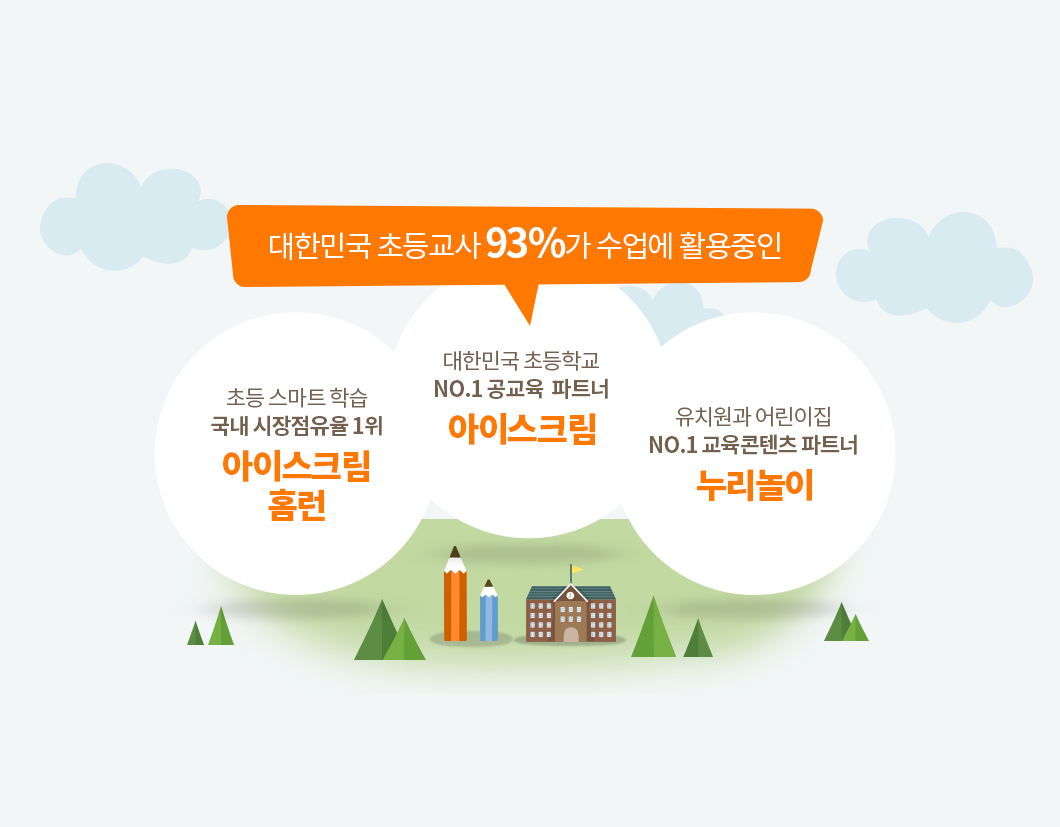 대한민국 초등교사 93%가 수업에 활용중인
초등 스마트 학습
국내 시장점유율 1위
아이스크림
홈런
대한민국 초등학교
NO.1 공교육 파트너
아이스크림
유치원과 어린이집
NO.1 교육콘텐츠 파트너
누리놀이